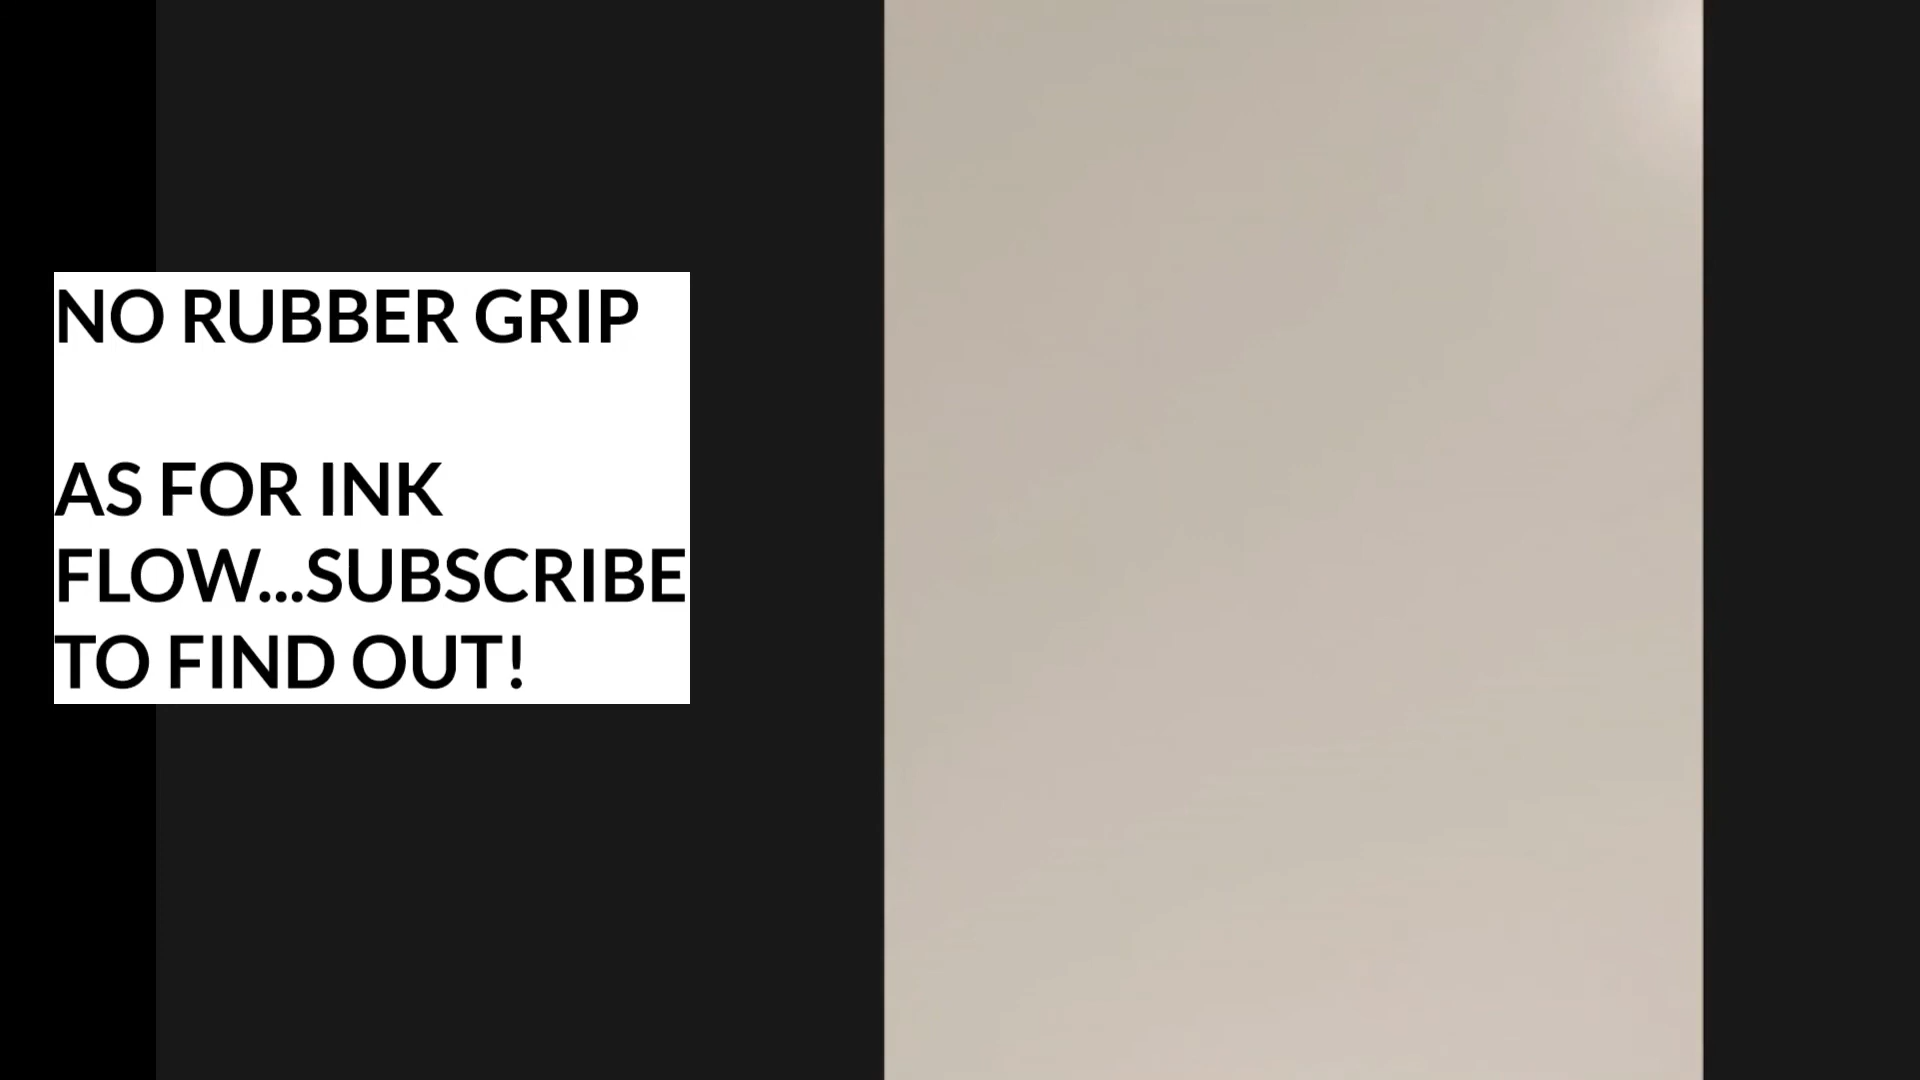 NO RUBBER GRIP
AS FOR INK
FLOW...SUBSCRIBE
TO FIND OUT!